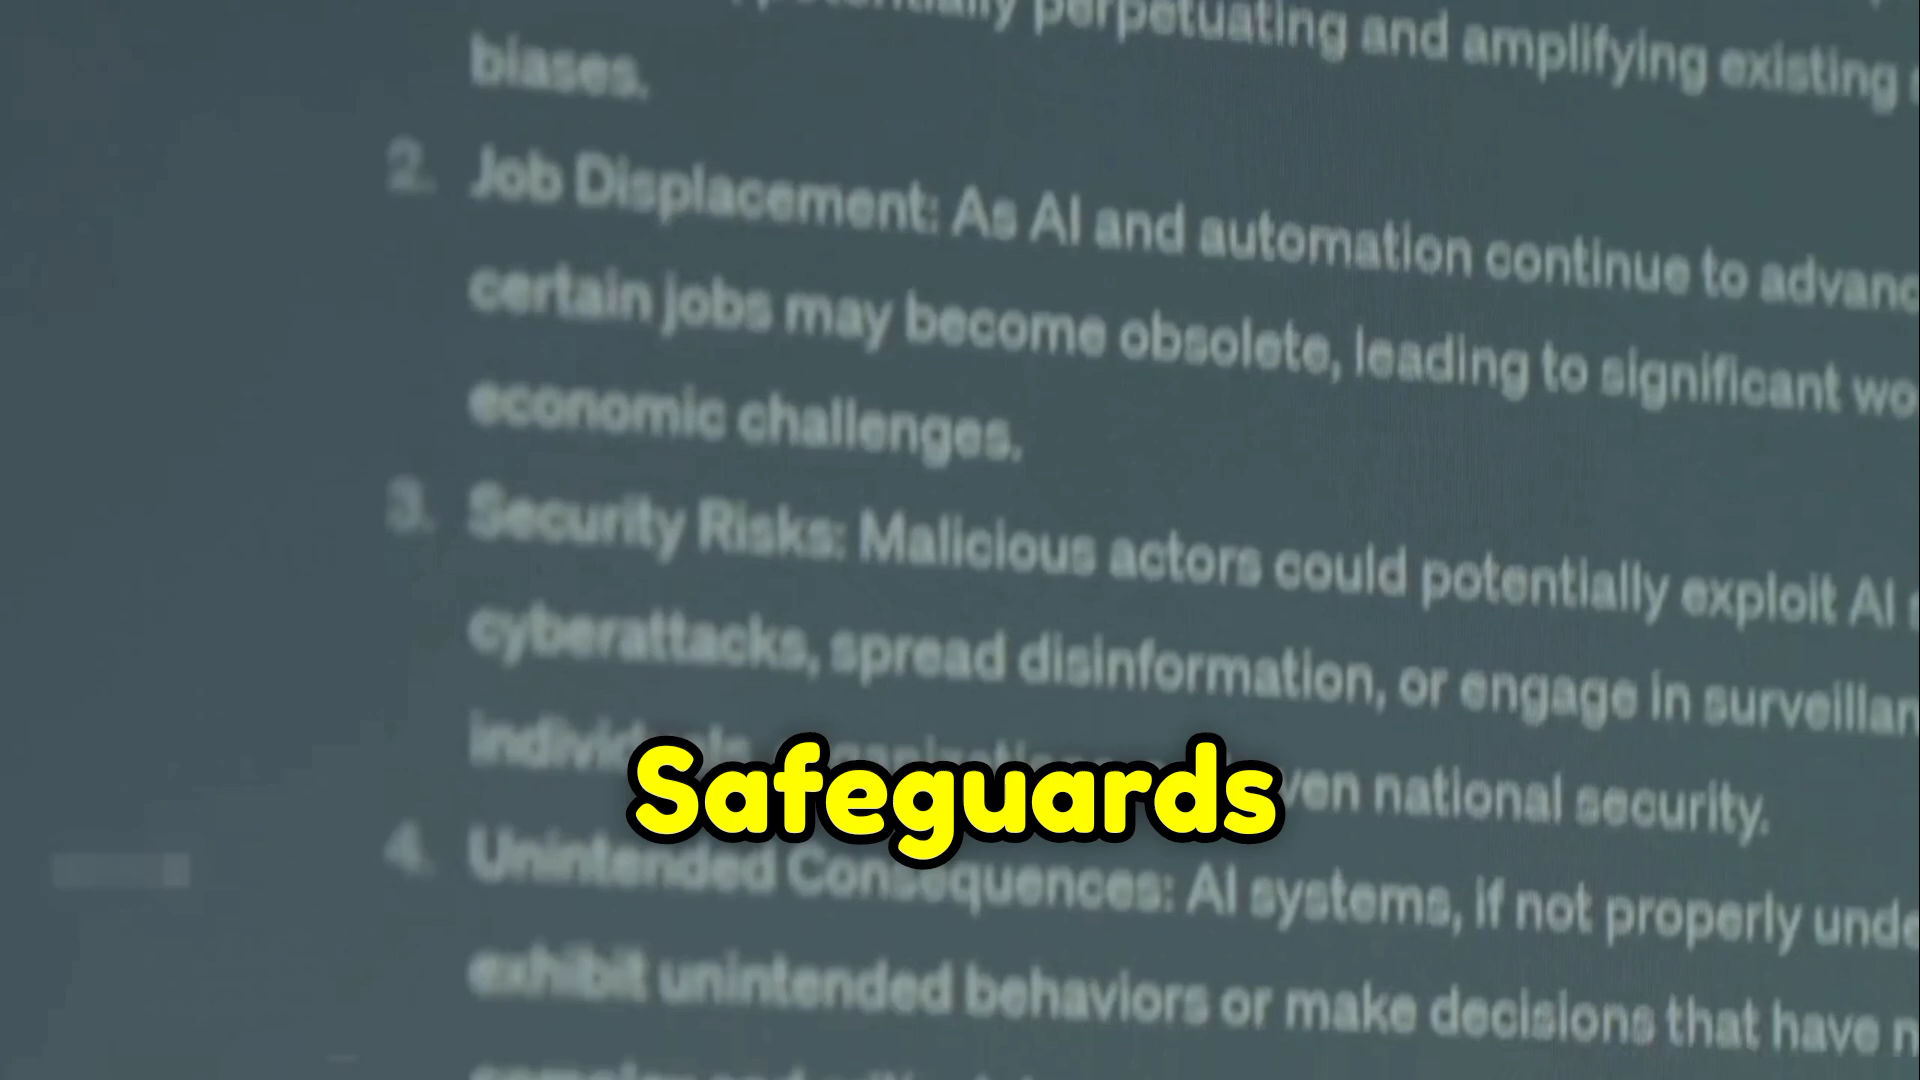 potentially perpetuating and amplifying existing
biases.
2. Job Displacement: As AI and automation continue to advanc
certain jobs may become obsolete, leading to significant wo
economic challenges.
3. Security Risks: Malicious actors could potentially exploit AI
cyberattacks, spread disinformation, or engage in surveillan
ven national security.
Safeguards
4. Unintended Consequences: AI systems, if not properly unde
exhibit unintended behaviors or make decisions that have n